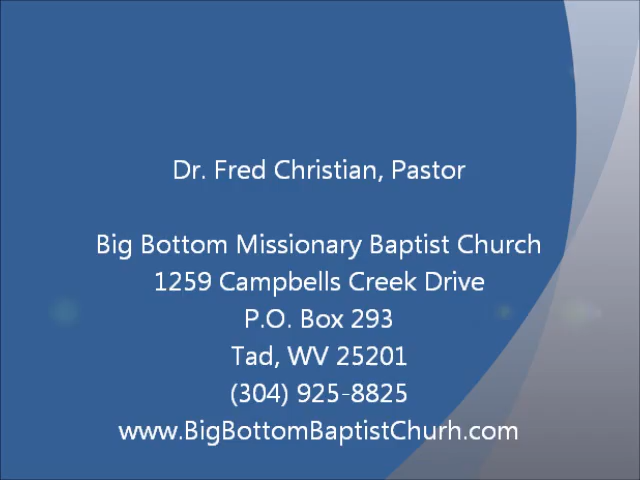 Dr. Fred Christian, Pastor
Big Bottom Missionary Baptist Church
1259 Campbells Creek Drive
P.O. Box 293
Tad, WV 25201
(304) 925-8825
www.BigBottomBaptistChurh.com